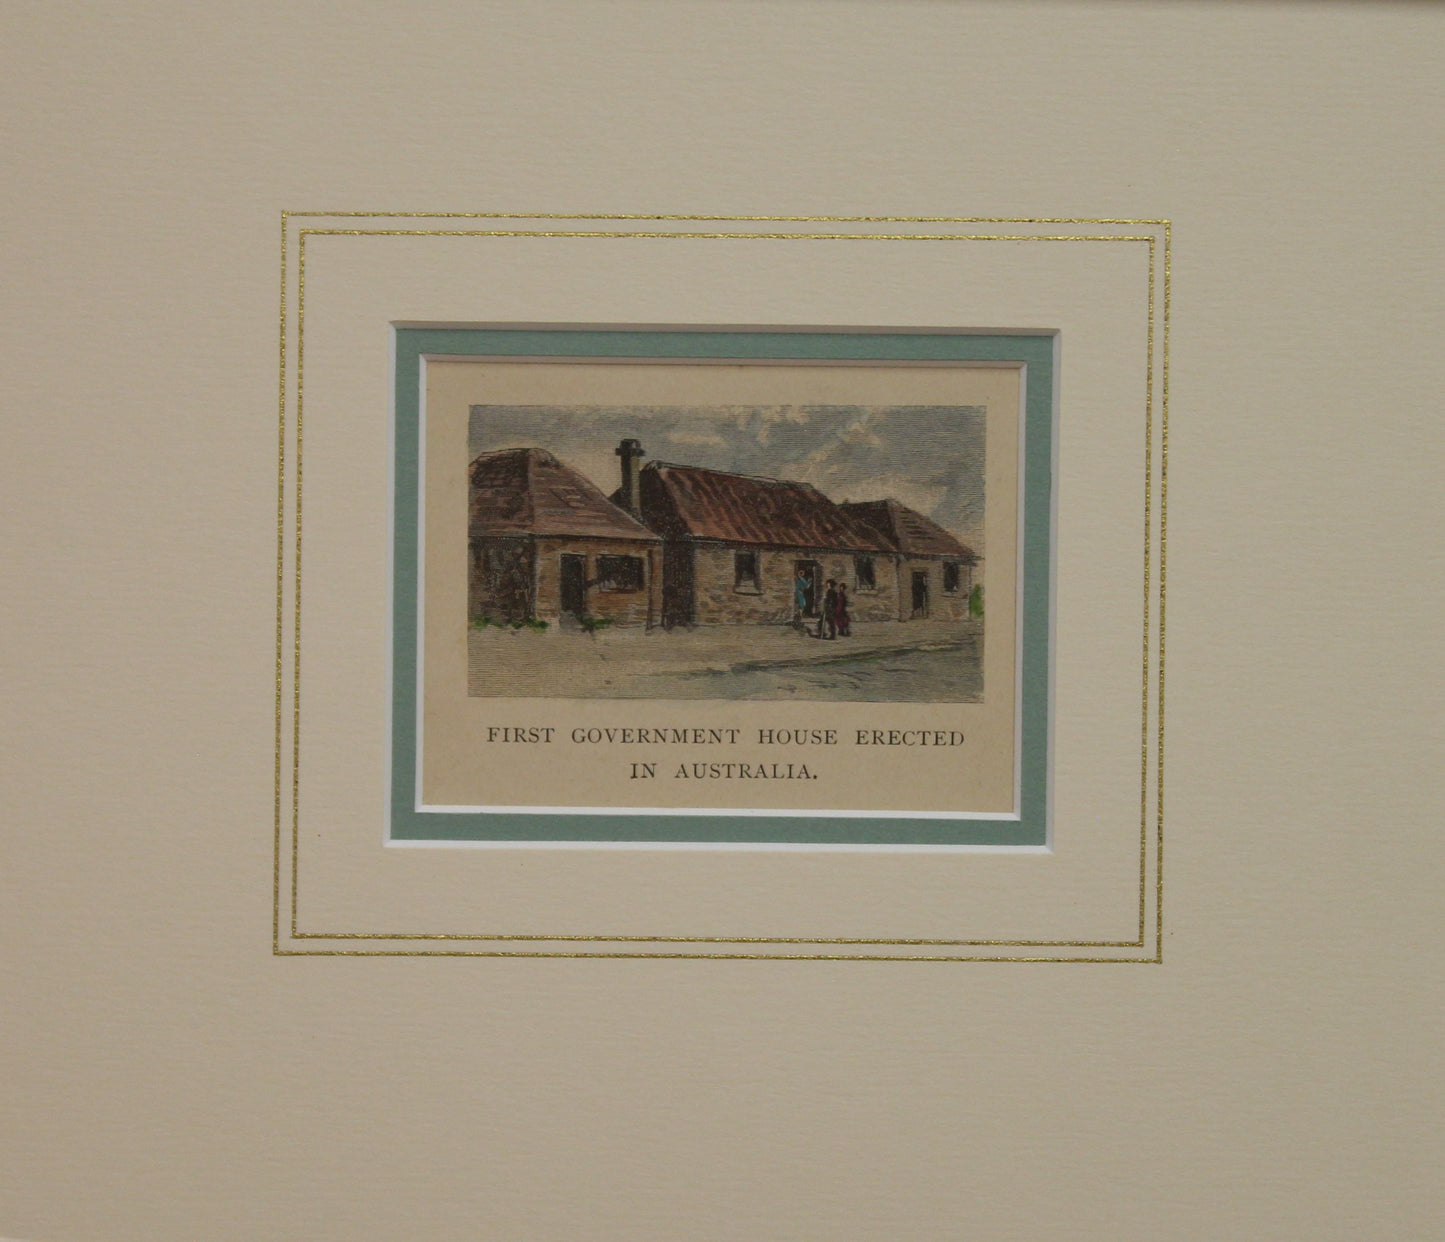 FIRST GOVERNMENT HOUSE ERECTED
IN AUSTRALIA.